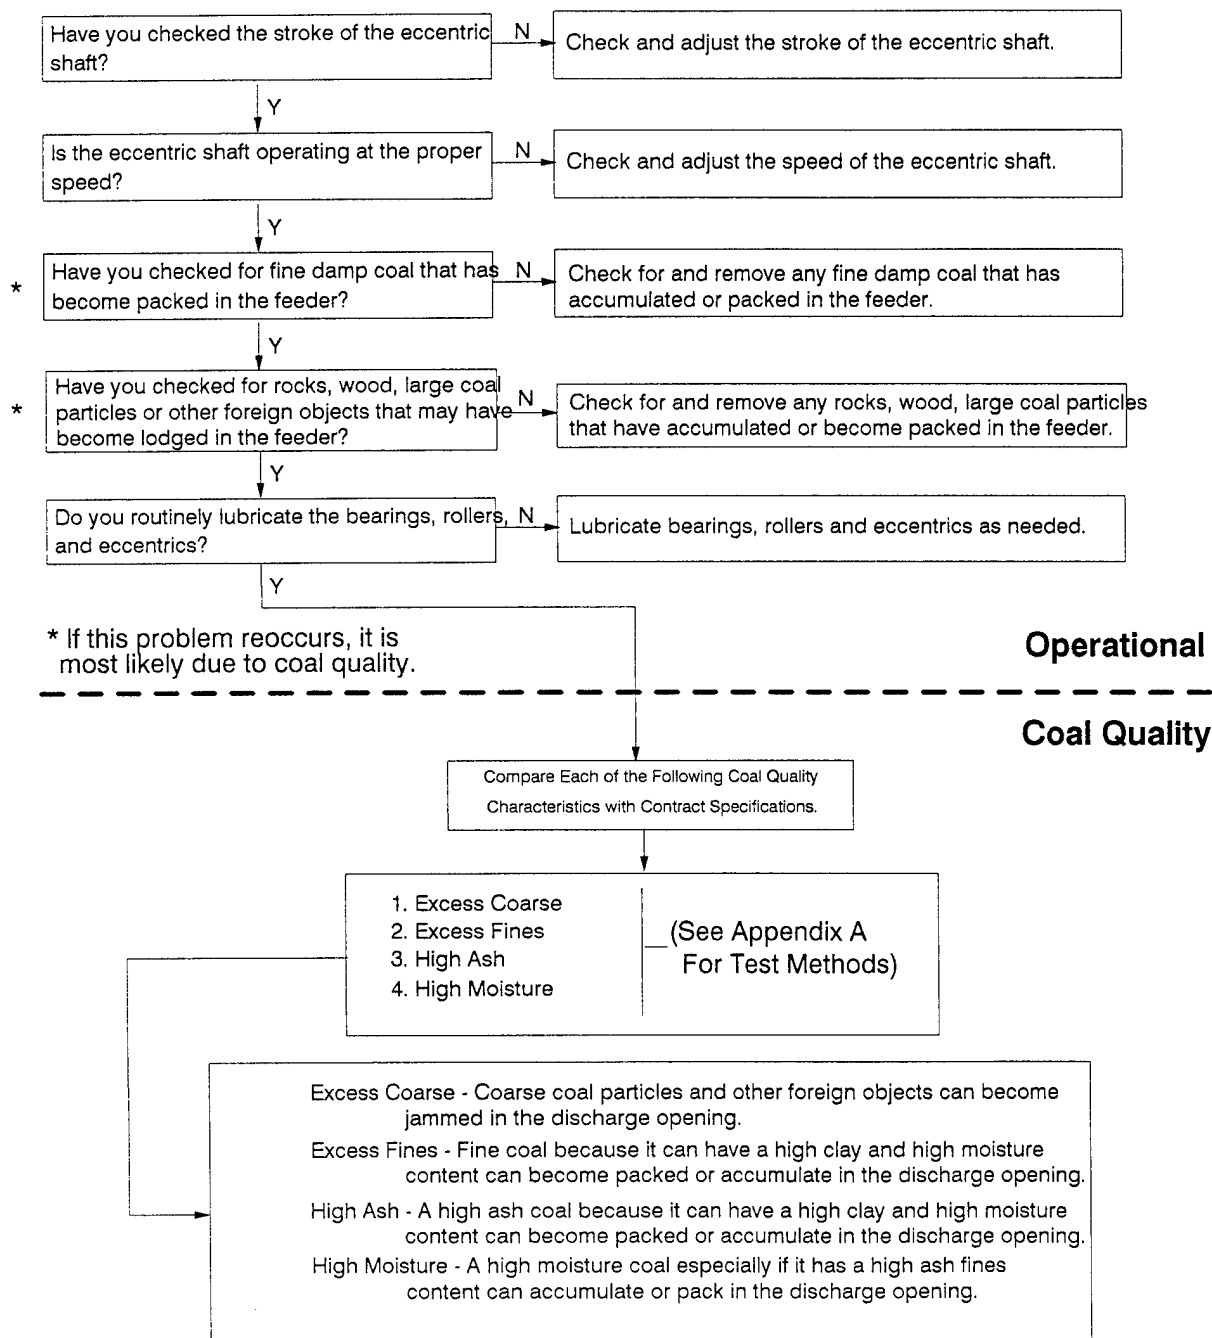 Have you checked the stroke of the eccentric
shaft?
N
Check and adjust the stroke of the eccentric shaft.
Y
Is the eccentric shaft operating at the proper
speed?
N
Check and adjust the speed of the eccentric shaft.
Y
*
Have you checked for fine damp coal that has
become packed in the feeder?
N
Check for and remove any fine damp coal that has
accumulated or packed in the feeder.
Y
*
Have you checked for rocks, wood, large coal
particles or other foreign objects that may have
become lodged in the feeder?
N
Check for and remove any rocks, wood, large coal particles
that have accumulated or become packed in the feeder.
Y
Do you routinely lubricate the bearings, rollers,
and eccentrics?
N
Lubricate bearings, rollers and eccentrics as needed.
Y
* If this problem reoccurs, it is
most likely due to coal quality.
Operational
Coal Quality
Compare Each of the Following Coal Quality
Characteristics with Contract Specifications.
1. Excess Coarse
2. Excess Fines
3. High Ash
4. High Moisture
(See Appendix A
For Test Methods)
Excess Coarse - Coarse coal particles and other foreign objects can become
jammed in the discharge opening.
Excess Fines - Fine coal because it can have a high clay and high moisture
content can become packed or accumulate in the discharge opening.
High Ash - A high ash coal because it can have a high clay and high moisture
content can become packed or accumulate in the discharge opening.
High Moisture - A high moisture coal especially if it has a high ash fines
content can accumulate or pack in the discharge opening.